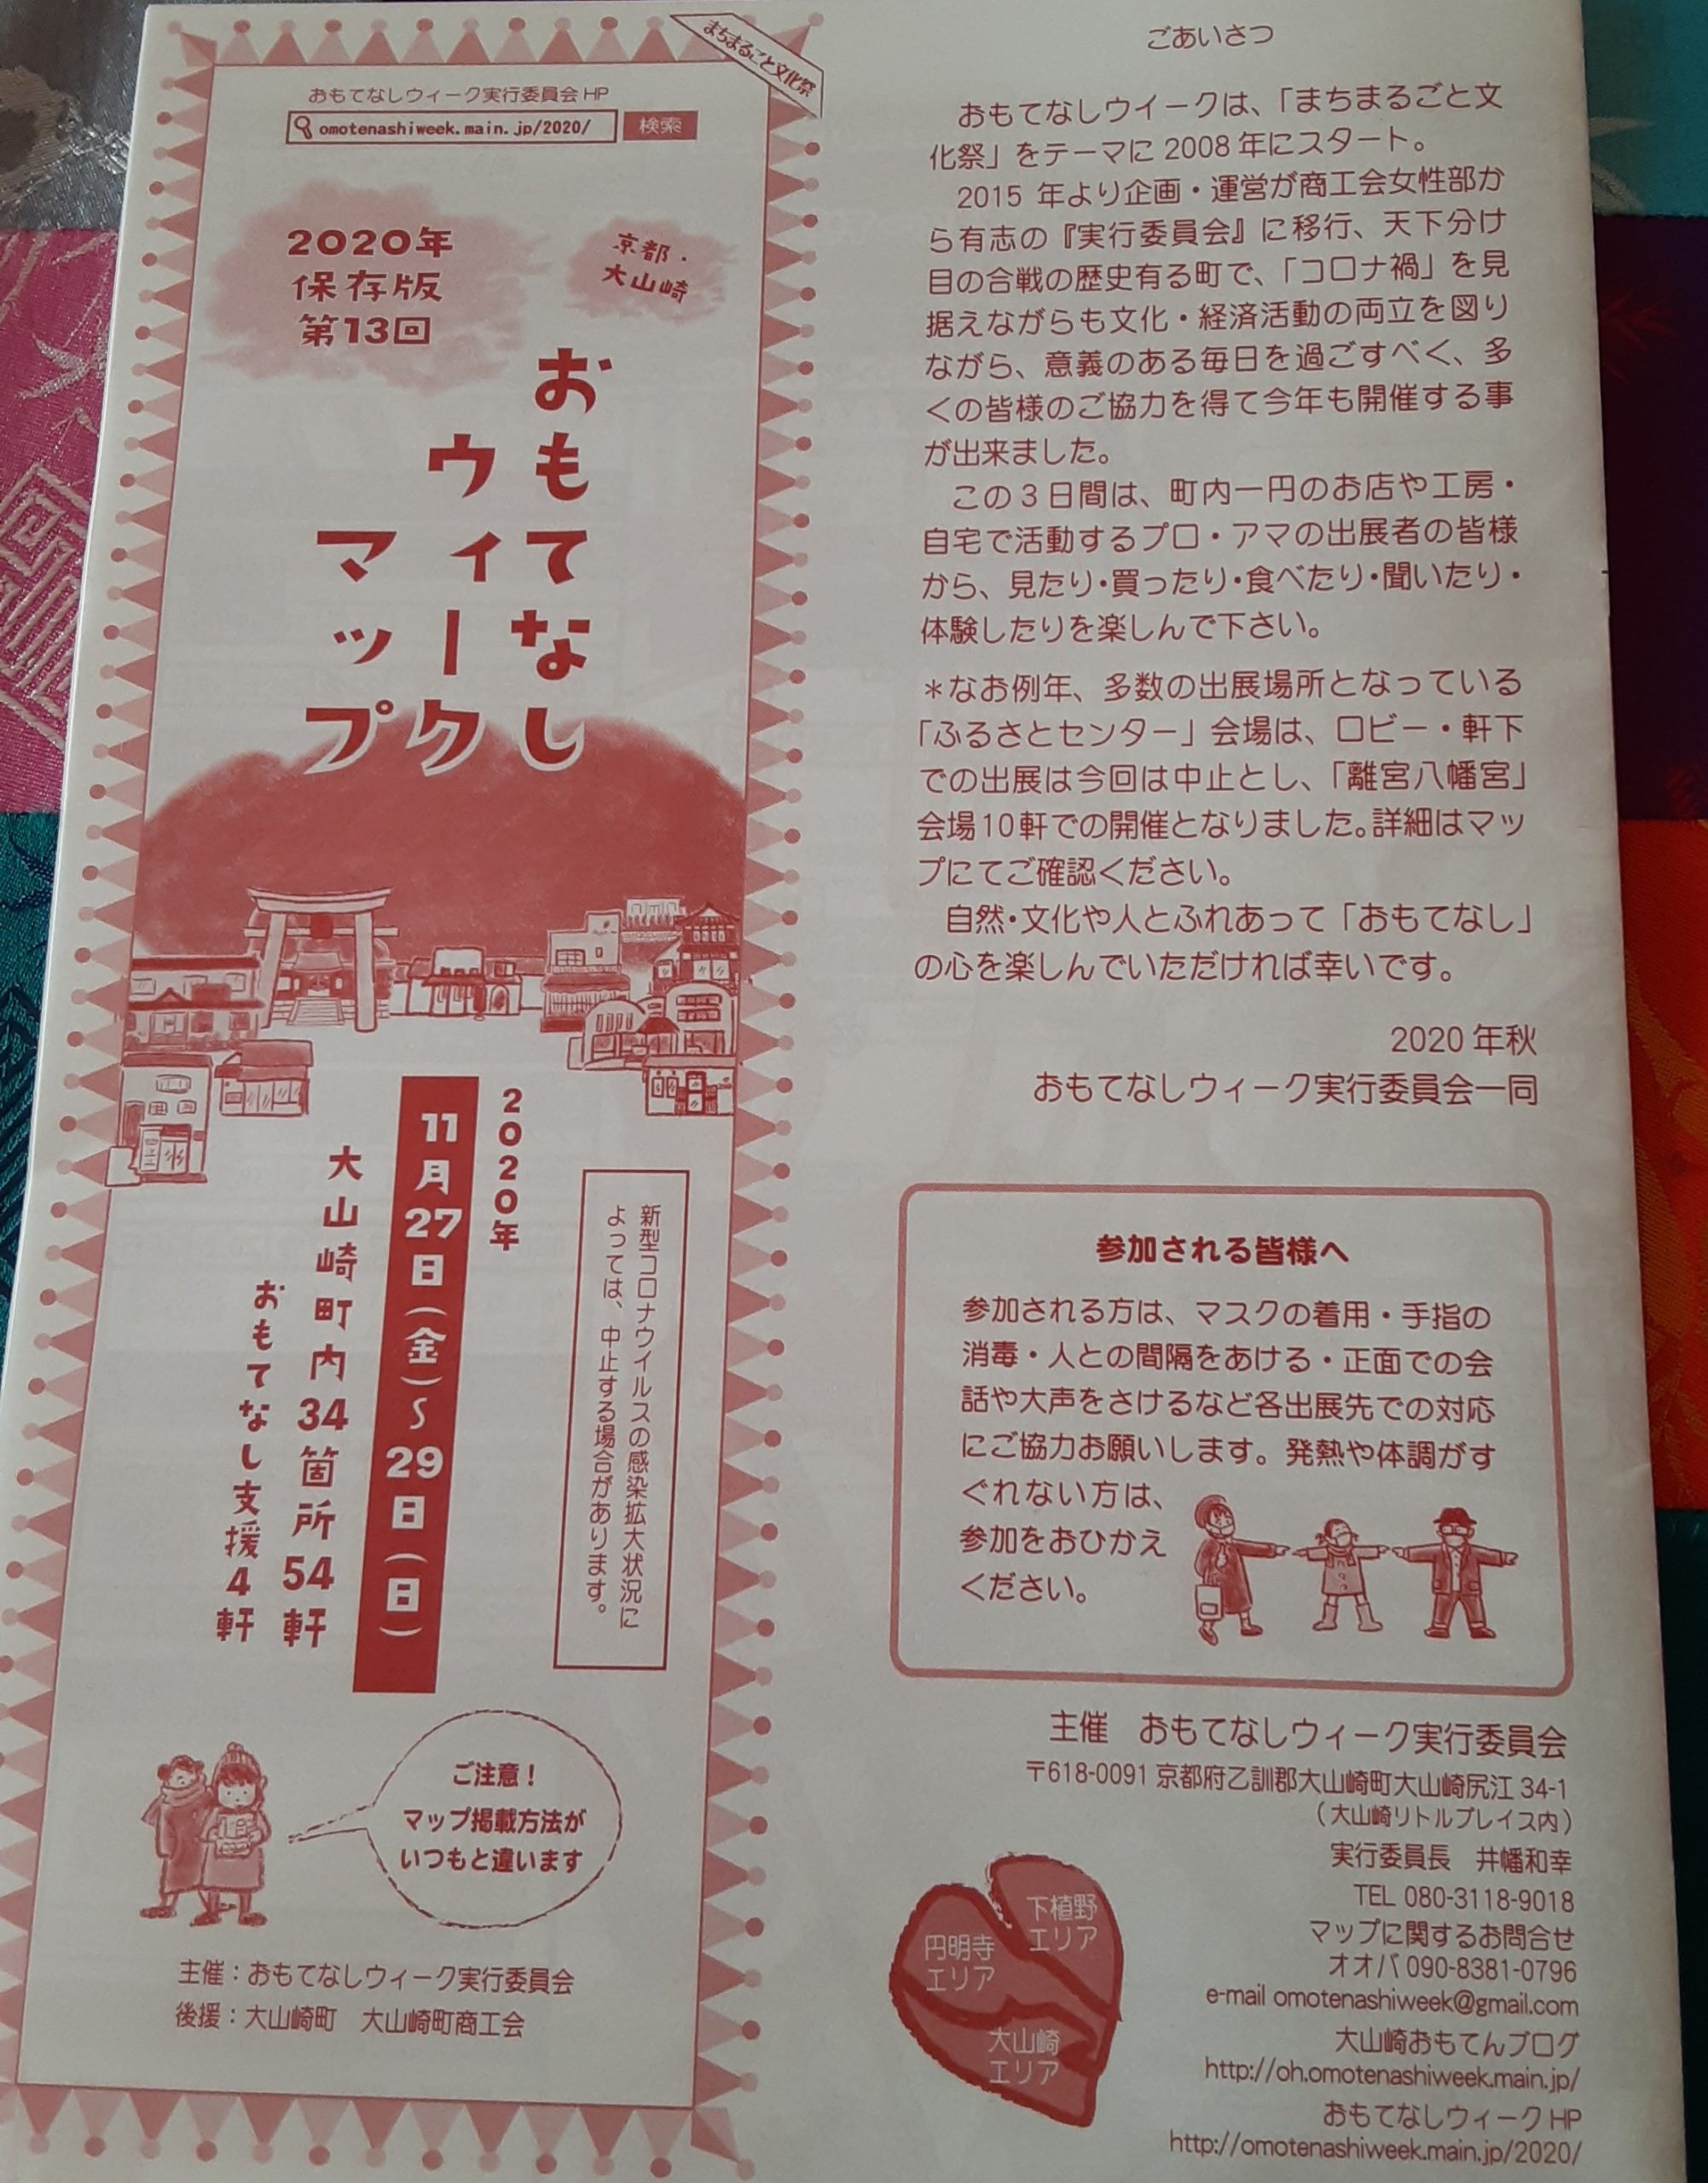 まちまるごと文化祭
おもてなしウィーク実行委員会HP
omotenashiweek.main.jp/2020/
検索
2020年
保存版
第13回
京都・
大山崎
おもてなし
ウィーク
マップ
2020年
11月27日(金)~29日(日)
大山崎町内34箇所54軒
おもてなし支援4軒
新型コロナウイルスの感染拡大状況に
よっては、中止する場合があります。
ご注意!
マップ掲載方法が
いつもと違います
主催:おもてなしウィーク実行委員会
後援:大山崎町 大山崎町商工会
ごあいさつ
おもてなしウイークは、「まちまるごと文
化祭」をテーマに 2008 年にスタート。
2015 年より企画・運営が商工会女性部か
ら有志の『実行委員会』に移行、天下分け
目の合戦の歴史有る町で、「コロナ禍」を見
据えながらも文化・経済活動の両立を図り
ながら、意義のある毎日を過ごすべく、多
くの皆様のご協力を得て今年も開催する事
が出来ました。
この3日間は、町内一円のお店や工房・
自宅で活動するプロ・アマの出展者の皆様
から、見たり・買ったり・食べたり・聞いたり・
体験したりを楽しんで下さい。
*なお例年、多数の出展場所となっている
「ふるさとセンター」会場は、ロビー・軒下
での出展は今回は中止とし、「離宮八幡宮」
会場10軒での開催となりました。詳細はマッ
プにてご確認ください。
自然・文化や人とふれあって「おもてなし」
の心を楽しんでいただければ幸いです。
2020 年秋
おもてなしウィーク実行委員会一同
参加される皆様へ
参加される方は、マスクの着用・手指の
消毒・人との間隔をあける・正面での会
話や大声をさけるなど各出展先での対応
にご協力お願いします。発熱や体調がす
ぐれない方は、
参加をおひかえ
ください。
主催 おもてなしウィーク実行委員会
〒618-0091 京都府乙訓郡大山崎町大山崎尻江 34-1
(大山崎リトルプレイス内)
実行委員長 井幡和幸
TEL 080-3118-9018
マップに関するお問合せ
オオバ 090-8381-0796
e-mail omotenashiweek@gmail.com
大山崎おもてんブログ
http://oh.omotenashiweek.main.jp/
おもてなしウィーク HP
http://omotenashiweek.main.jp/2020/
下植野
エリア
円明寺
エリア
大山崎
エリア